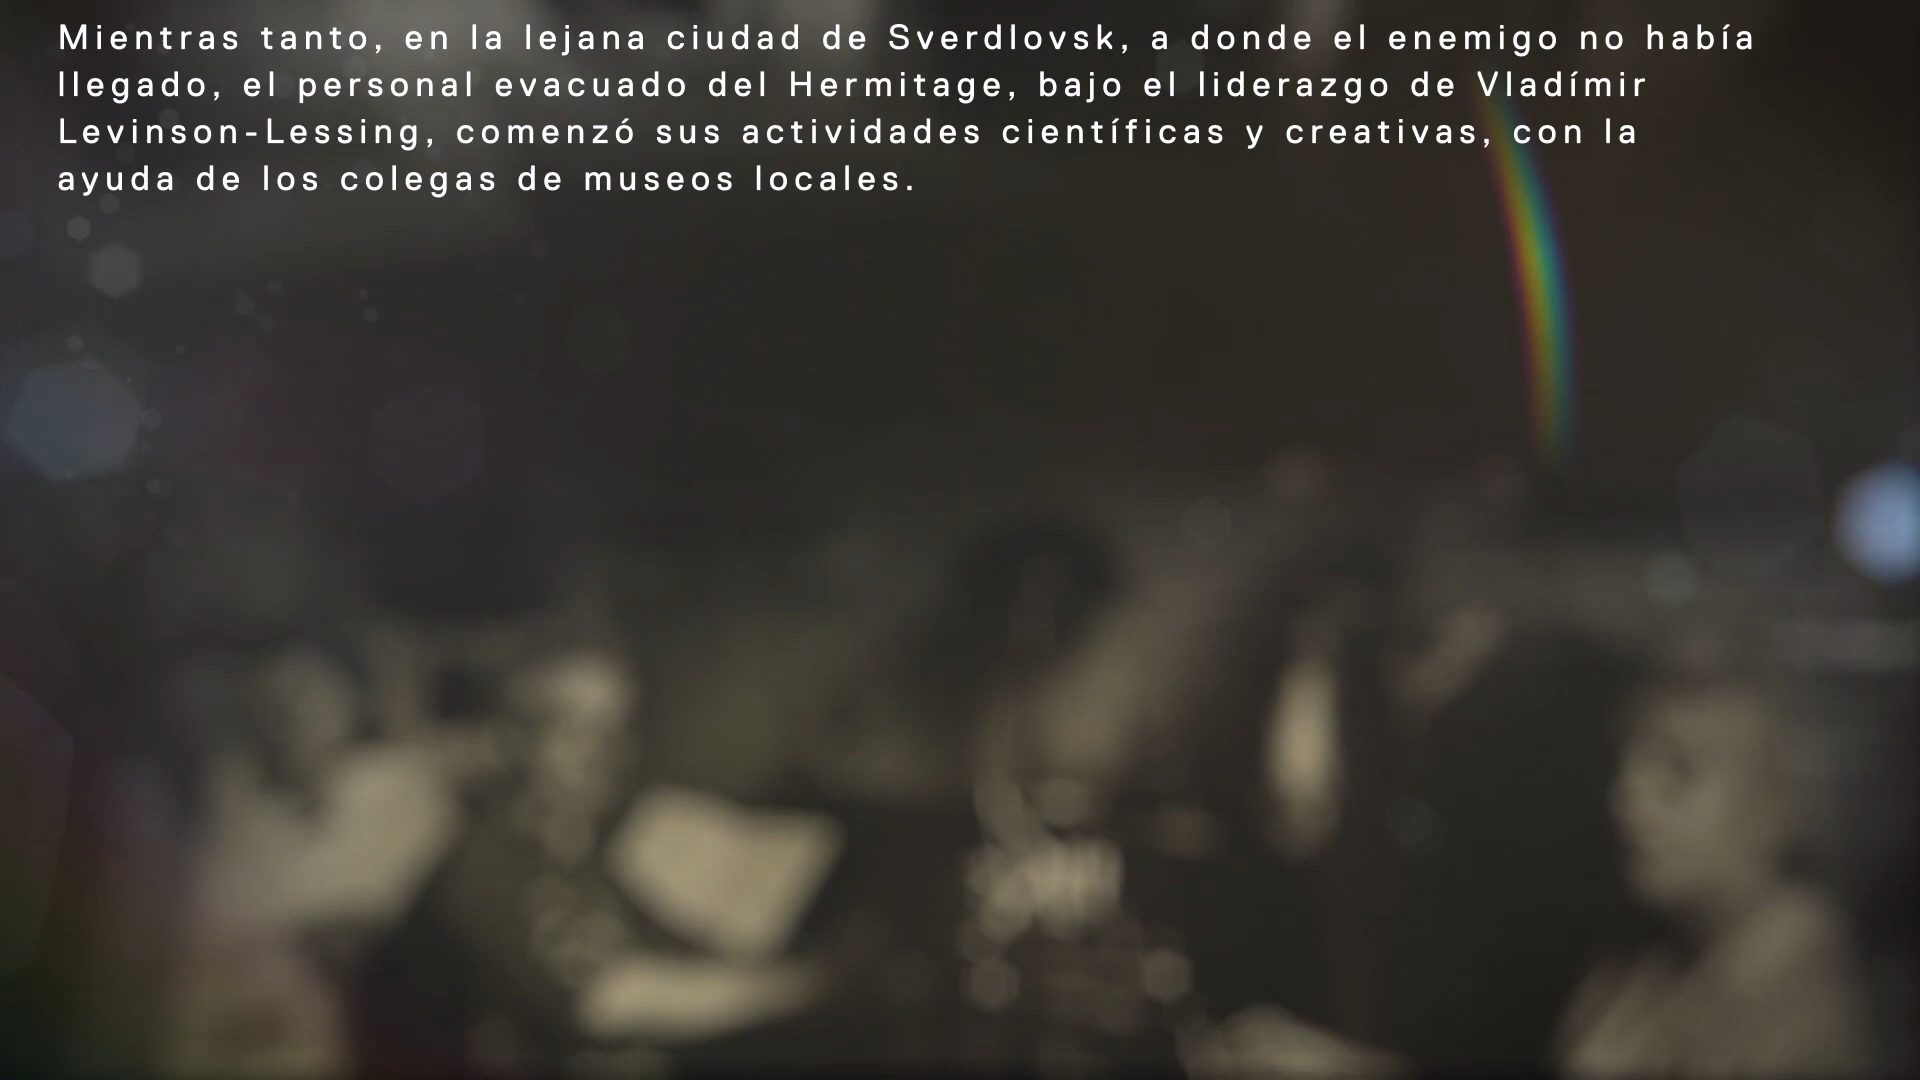 Mientras tanto, en la lejana ciudad de Sverdlovsk, a donde el enemigo no había
llegado, el personal evacuado del Hermitage, bajo el liderazgo de Vladímir
Levinson-Lessing, comenzó sus actividades científicas y creativas, con la
ayuda de los colegas de museos locales.